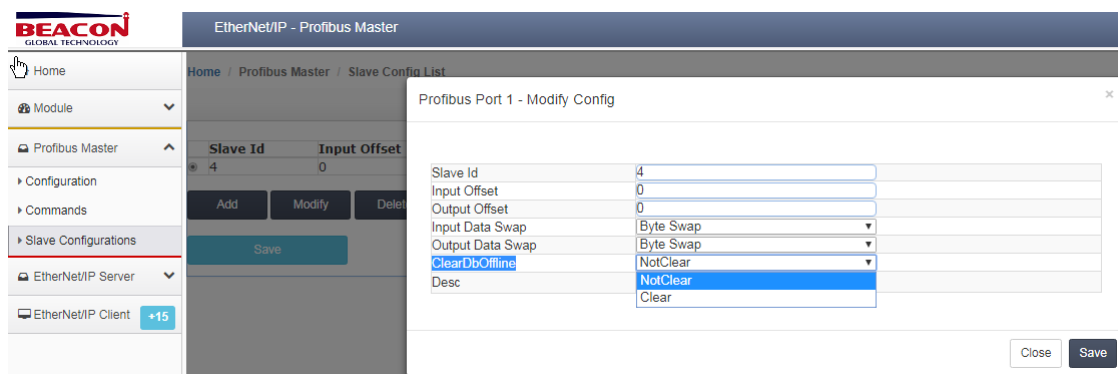 BEACON
GLOBAL TECHNOLOGY
EtherNet/IP - Profibus Master
Home
Module
Profibus Master
Configuration
Commands
Slave Configurations
EtherNet/IP Server
EtherNet/IP Client +15
Home / Profibus Master / Slave Config List
Slave Id Input Offset
4 0
Add Modify Delet
Save
Profibus Port 1 - Modify Config ×
Slave Id 4
Input Offset 0
Output Offset 0
Input Data Swap Byte Swap
Output Data Swap Byte Swap
ClearDbOffline NotClear
Desc NotClear
Clear
Close Save